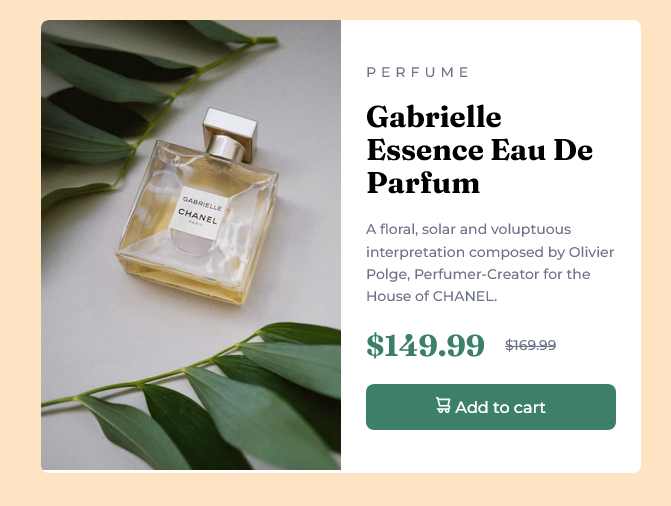 GABRIELLE
CHANEL
PARIS
PERFUME
Gabrielle
Essence Eau De
Parfum
A floral, solar and voluptuous
interpretation composed by Olivier
Polge, Perfumer-Creator for the
House of CHANEL.
$149.99 $169.99
Add to cart